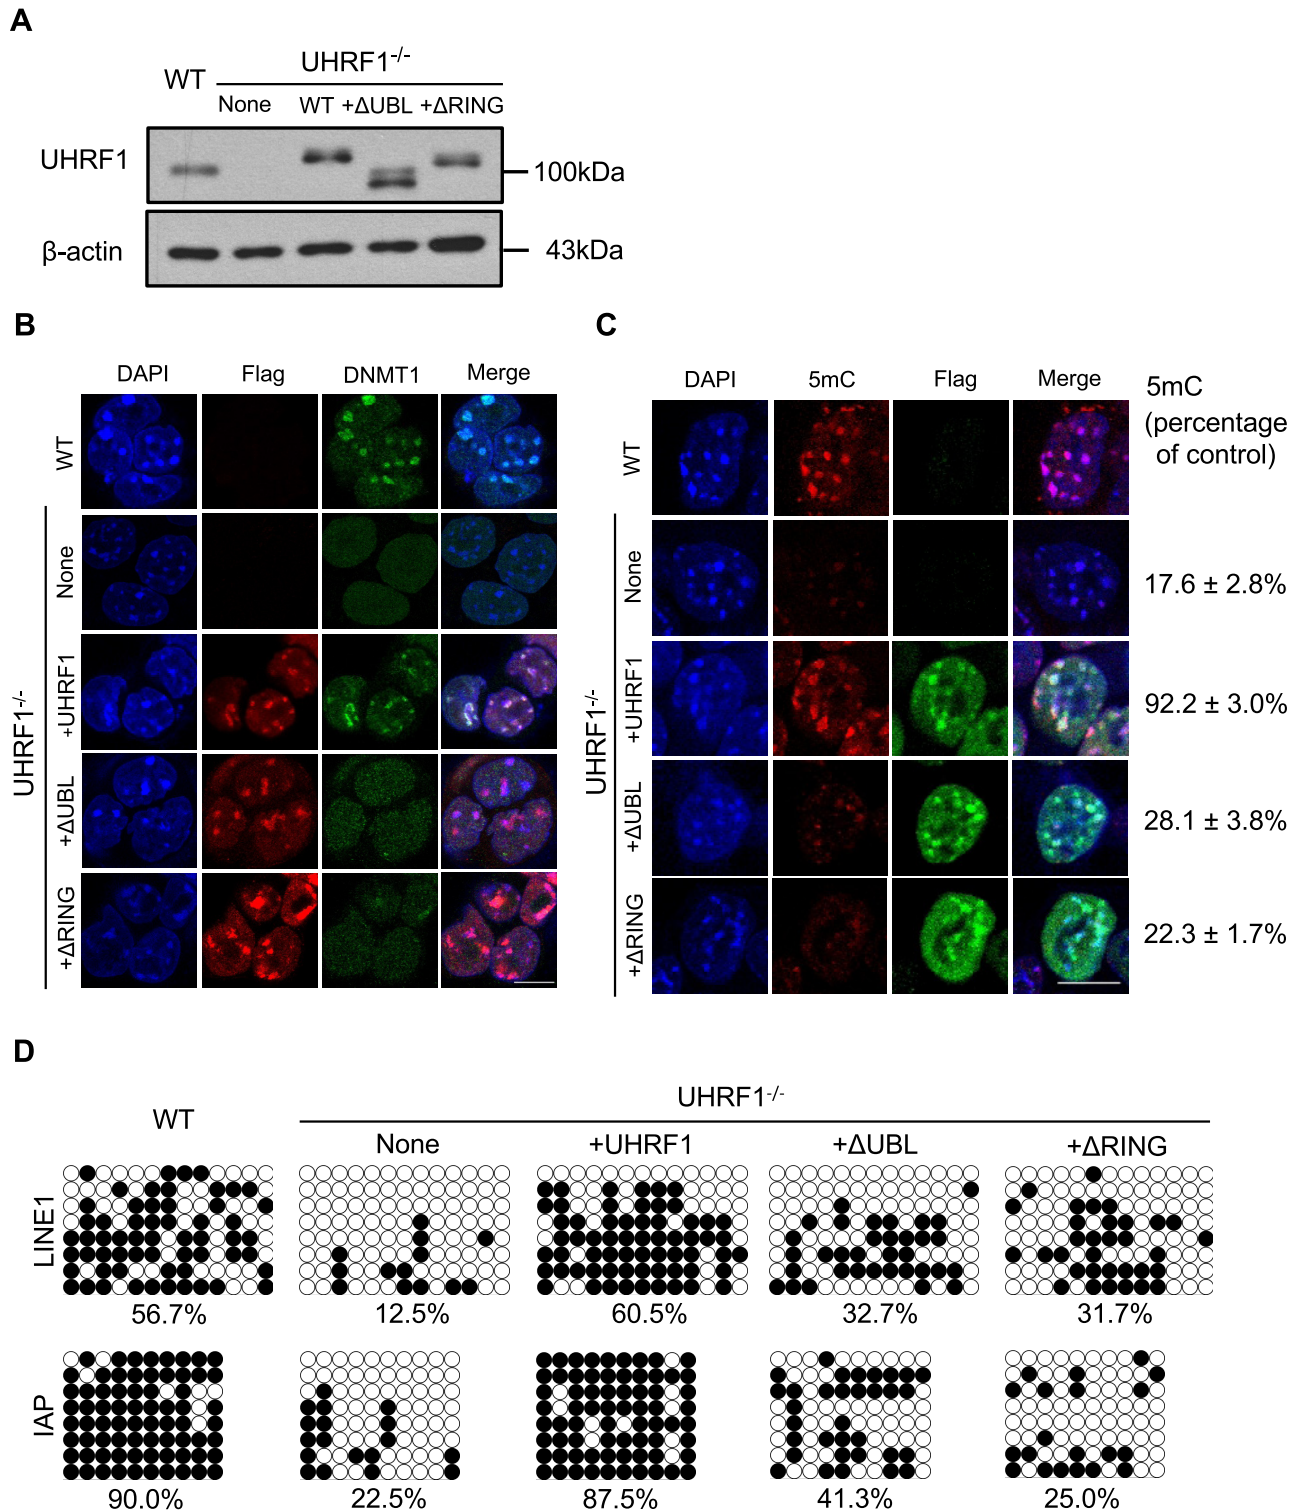 A
UHRF1-/-
WT
None WT +ΔUBL +ΔRING
UHRF1
100kDa
β-actin
43kDa
B
DAPI Flag DNMT1 Merge
WT
None
+UHRF1
+ΔUBL
+ΔRING
UHRF1-/-
C
DAPI 5mC Flag Merge
5mC
(percentage
of control)
WT
None
17.6 ± 2.8%
+UHRF1
92.2 ± 3.0%
+ΔUBL
28.1 ± 3.8%
+ΔRING
22.3 ± 1.7%
UHRF1-/-
D
UHRF1-/-
WT
None +UHRF1 +ΔUBL +ΔRING
LINE1
56.7% 12.5% 60.5% 32.7% 31.7%
IAP
90.0% 22.5% 87.5% 41.3% 25.0%